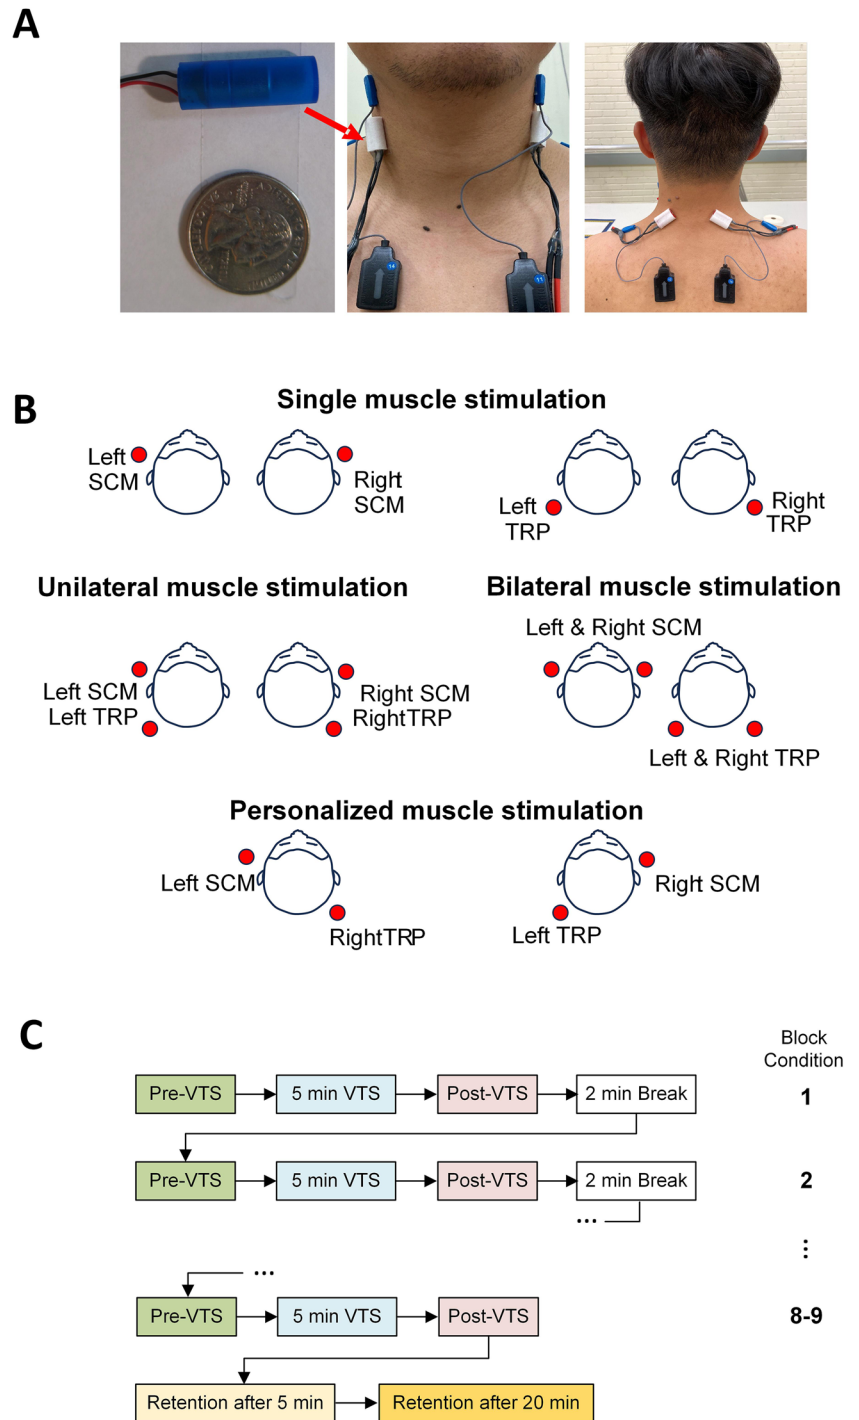 A
14
11
B
Single muscle stimulation
Left
SCM
Right
SCM
Left
TRP
Right
TRP
Unilateral muscle stimulation
Bilateral muscle stimulation
Left & Right SCM
Left SCM
Left TRP
Right SCM
RightTRP
Left & Right TRP
Personalized muscle stimulation
Left SCM
RightTRP
Right SCM
Left TRP
C
Block
Condition
Pre-VTS
5 min VTS
Post-VTS
2 min Break
1
Pre-VTS
5 min VTS
Post-VTS
2 min Break
2
...
...
Pre-VTS
5 min VTS
Post-VTS
8-9
Retention after 5 min
Retention after 20 min